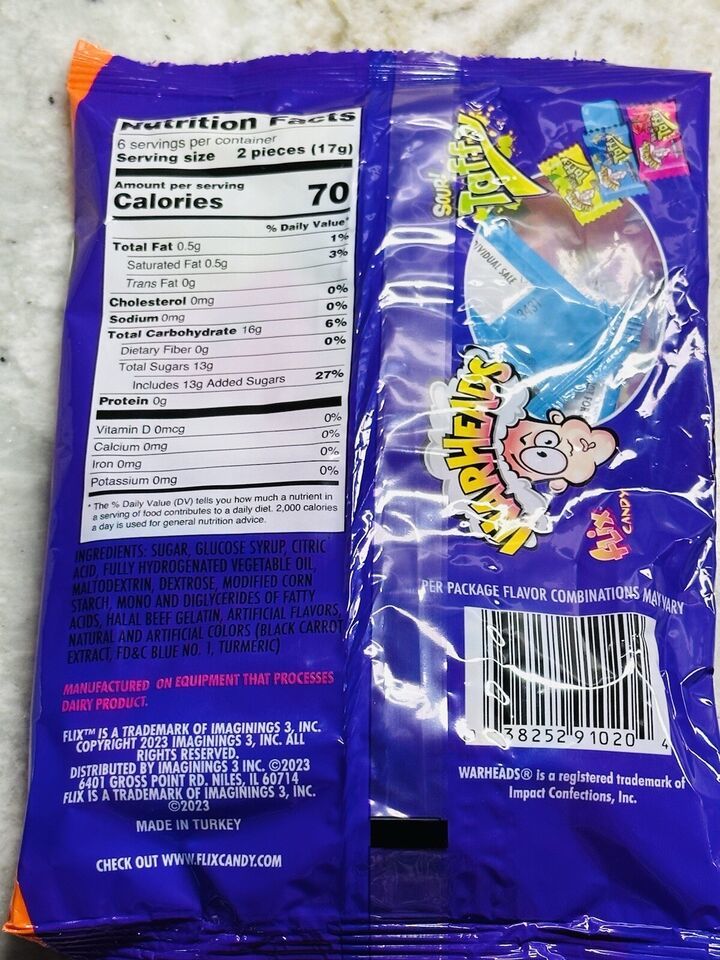 Nutrition Facts
6 servings per container
Serving size 2 pieces (17g)
Amount per serving
Calories 70
% Daily Value*
Total Fat 0.5g 1%
Saturated Fat 0.5g 3%
Trans Fat 0g
Cholesterol 0mg 0%
Sodium 0mg 0%
Total Carbohydrate 16g 6%
Dietary Fiber 0g 0%
Total Sugars 13g
Includes 13g Added Sugars 27%
Protein 0g
Vitamin D 0mcg 0%
Calcium 0mg 0%
Iron 0mg 0%
Potassium 0mg 0%
* The % Daily Value (DV) tells you how much a nutrient in
a serving of food contributes to a daily diet. 2,000 calories
a day is used for general nutrition advice.
INGREDIENTS: SUGAR, GLUCOSE SYRUP, CITRIC
ACID, FULLY HYDROGENATED VEGETABLE OIL,
MALTODEXTRIN, DEXTROSE, MODIFIED CORN
STARCH, MONO AND DIGLYCERIDES OF FATTY
ACIDS, HALAL BEEF GELATIN, ARTIFICIAL FLAVORS,
NATURAL AND ARTIFICIAL COLORS (BLACK CARROT
EXTRACT, FD&C BLUE NO. 1, TURMERIC)
MANUFACTURED ON EQUIPMENT THAT PROCESSES
DAIRY PRODUCT.
FLIX™ IS A TRADEMARK OF IMAGININGS 3, INC.
COPYRIGHT 2023 IMAGININGS 3, INC. ALL
RIGHTS RESERVED.
DISTRIBUTED BY IMAGININGS 3 INC. ©2023
6401 GROSS POINT RD. NILES, IL 60714
FLIX IS A TRADEMARK OF IMAGININGS 3, INC.
©2023
MADE IN TURKEY
CHECK OUT WWW.FLIXCANDY.COM
SOUR!
Taffy
INDIVIDUAL SALE
WARHEADS
flix
CANDY
PER PACKAGE FLAVOR COMBINATIONS MAY VARY
38252 91020 4
WARHEADS® is a registered trademark of
Impact Confections, Inc.